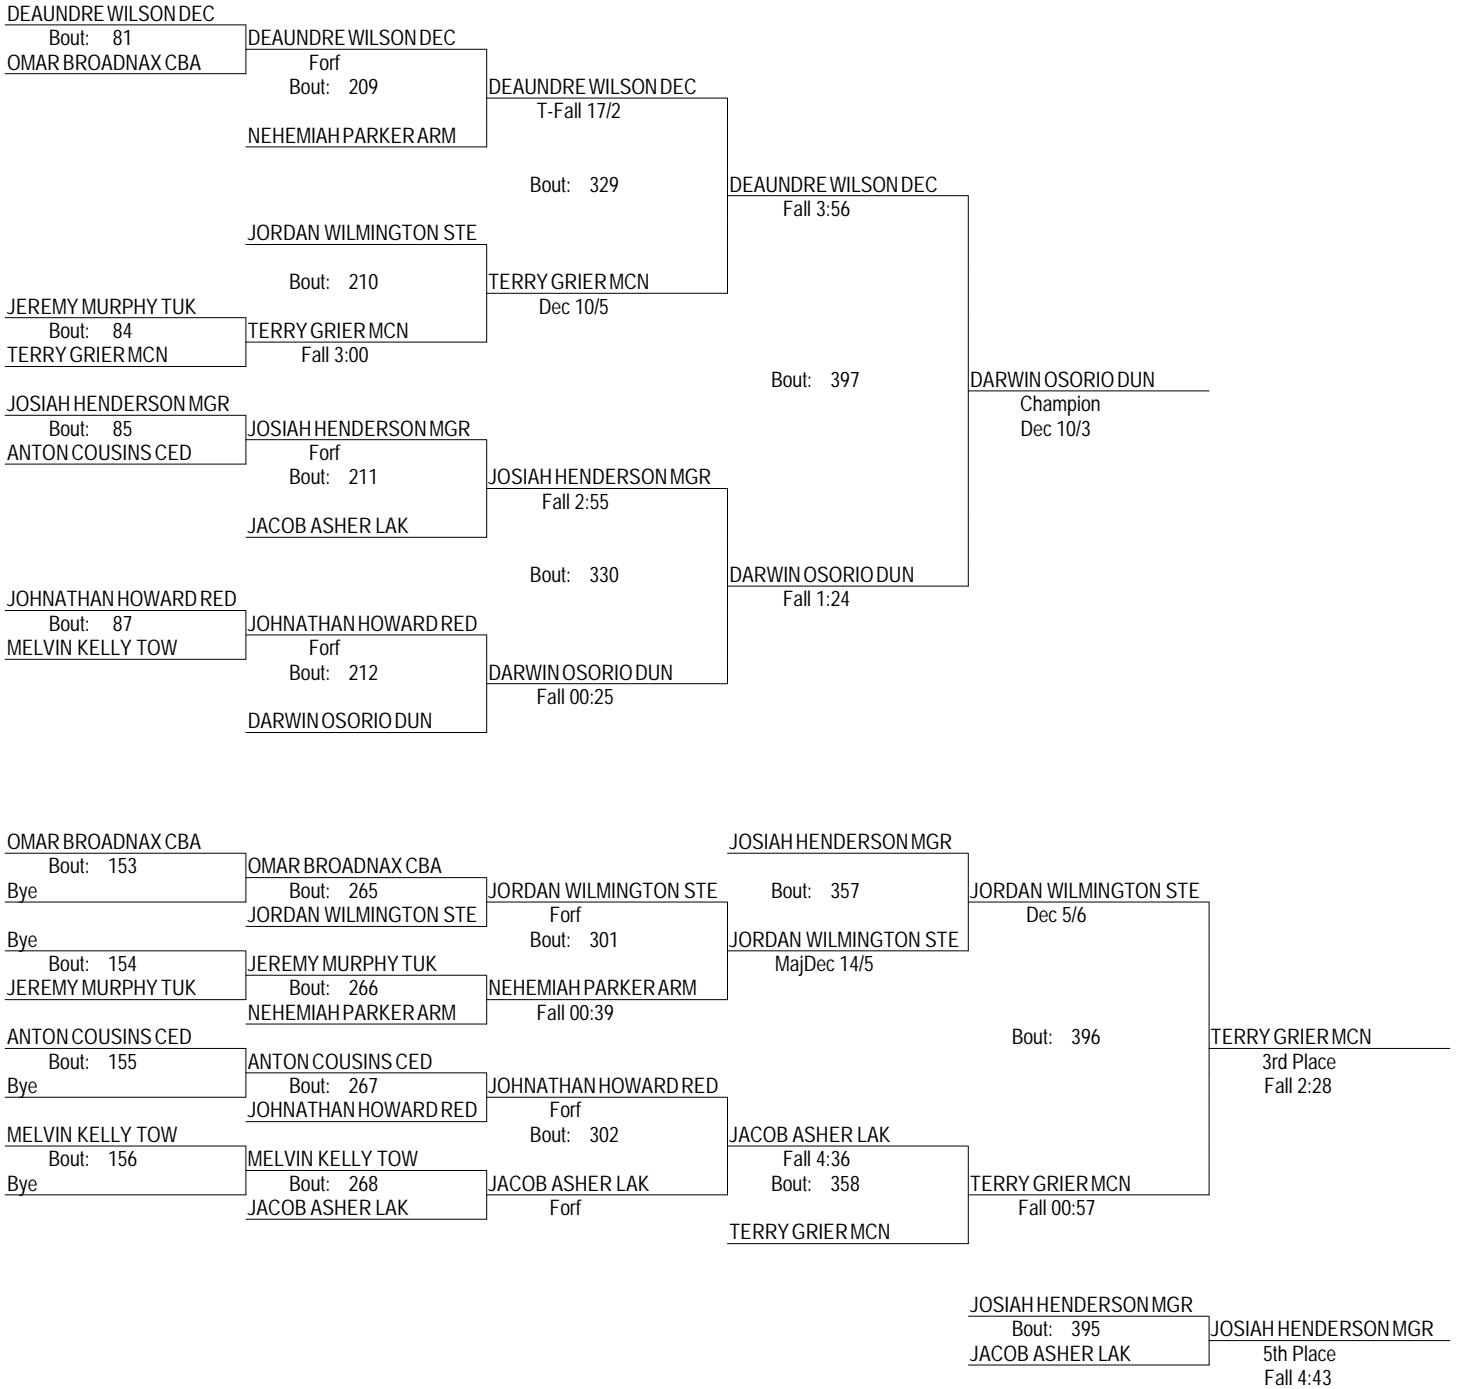 DEAUNDRE WILSON DEC
Bout: 81
DEAUNDRE WILSON DEC
OMAR BROADNAX CBA
Forf
Bout: 209
DEAUNDRE WILSON DEC
T-Fall 17/2
NEHEMIAH PARKER ARM
Bout: 329
DEAUNDRE WILSON DEC
Fall 3:56
JORDAN WILMINGTON STE
Bout: 210
TERRY GRIER MCN
JEREMY MURPHY TUK
Dec 10/5
Bout: 84
TERRY GRIER MCN
TERRY GRIER MCN
Fall 3:00
Bout: 397
DARWIN OSORIO DUN
JOSIAH HENDERSON MGR
Champion
Bout: 85
JOSIAH HENDERSON MGR
Dec 10/3
ANTON COUSINS CED
Forf
Bout: 211
JOSIAH HENDERSON MGR
Fall 2:55
JACOB ASHER LAK
Bout: 330
DARWIN OSORIO DUN
JOHNATHAN HOWARD RED
Fall 1:24
Bout: 87
JOHNATHAN HOWARD RED
MELVIN KELLY TOW
Forf
Bout: 212
DARWIN OSORIO DUN
Fall 00:25
DARWIN OSORIO DUN
OMAR BROADNAX CBA
JOSIAH HENDERSON MGR
Bout: 153
OMAR BROADNAX CBA
Bye
Bout: 265
JORDAN WILMINGTON STE
Bout: 357
JORDAN WILMINGTON STE
JORDAN WILMINGTON STE
Forf
Dec 5/6
Bye
Bout: 301
JORDAN WILMINGTON STE
Bout: 154
JEREMY MURPHY TUK
MajDec 14/5
JEREMY MURPHY TUK
Bout: 266
NEHEMIAH PARKER ARM
NEHEMIAH PARKER ARM
Fall 00:39
ANTON COUSINS CED
Bout: 396
TERRY GRIER MCN
Bout: 155
ANTON COUSINS CED
3rd Place
Bye
Bout: 267
JOHNATHAN HOWARD RED
Fall 2:28
JOHNATHAN HOWARD RED
Forf
MELVIN KELLY TOW
Bout: 302
JACOB ASHER LAK
Bout: 156
MELVIN KELLY TOW
Fall 4:36
Bye
Bout: 268
JACOB ASHER LAK
Bout: 358
TERRY GRIER MCN
JACOB ASHER LAK
Forf
Fall 00:57
TERRY GRIER MCN
JOSIAH HENDERSON MGR
Bout: 395
JOSIAH HENDERSON MGR
JACOB ASHER LAK
5th Place
Fall 4:43